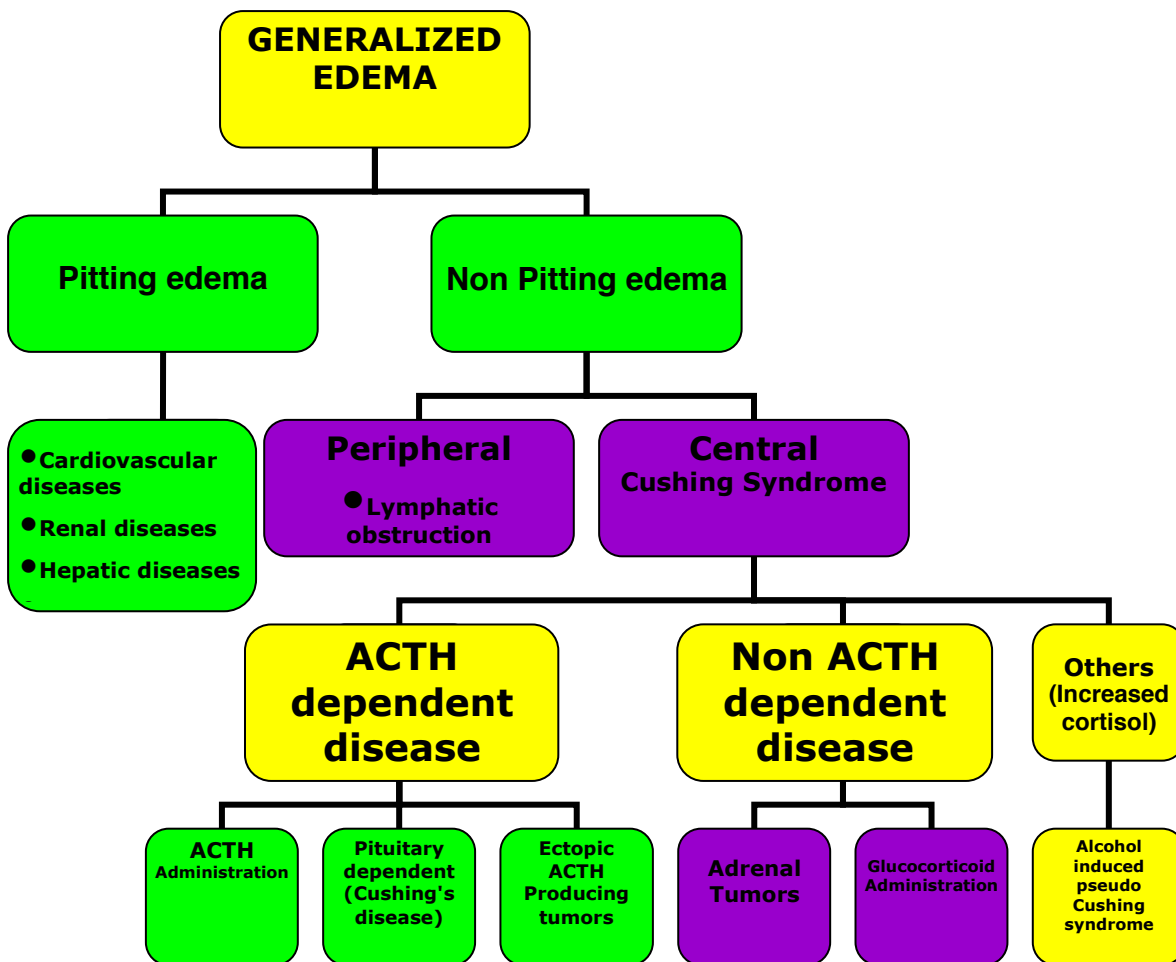 GENERALIZED
EDEMA
Pitting edema
Non Pitting edema
●Cardiovascular
diseases
●Renal diseases
●Hepatic diseases
Peripheral
●Lymphatic
obstruction
Central
Cushing Syndrome
ACTH
dependent
disease
Non ACTH
dependent
disease
Others
(Increased
cortisol)
ACTH
Administration
Pituitary
dependent
(Cushing's
disease)
Ectopic
ACTH
Producing
tumors
Adrenal
Tumors
Glucocorticoid
Administration
Alcohol
induced
pseudo
Cushing
syndrome